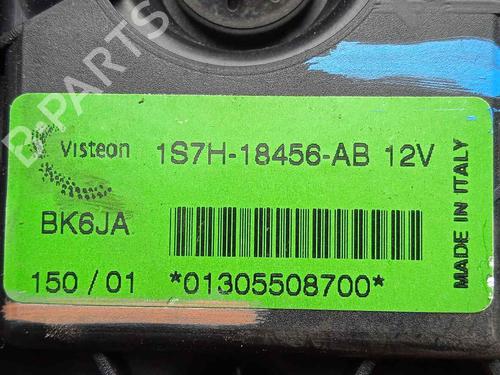 B-PARTS
Visteon 1S7H-18456-AB 12V
BK6JA
150 / 01 *01305508700*
MADE IN ITALY